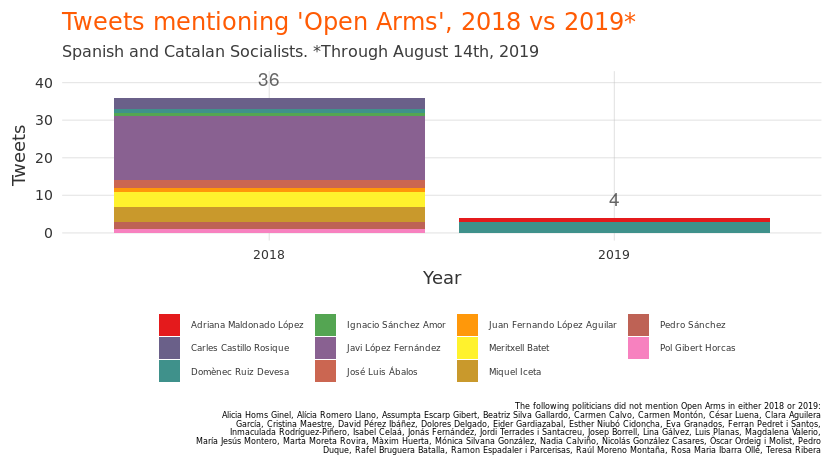 Tweets mentioning 'Open Arms', 2018 vs 2019*
Spanish and Catalan Socialists. *Through August 14th, 2019
36
40
30
20
10
0
4
Tweets
2018
2019
Year
Adriana Maldonado López
Ignacio Sánchez Amor
Juan Fernando López Aguilar
Pedro Sánchez
Carles Castillo Rosique
Javi López Fernández
Meritxell Batet
Pol Gibert Horcas
Domènec Ruiz Devesa
José Luis Ábalos
Miquel Iceta
The following politicians did not mention Open Arms in either 2018 or 2019:
Alicia Homs Ginel, Alícia Romero Llano, Assumpta Escarp Gibert, Beatriz Silva Gallardo, Carmen Calvo, Carmen Montón, César Luena, Clara Aguilera
García, Cristina Maestre, David Pérez Ibáñez, Dolores Delgado, Eider Gardiazabal, Esther Niubó Cidoncha, Eva Granados, Ferran Pedret i Santos,
Inmaculada Rodríguez-Piñero, Isabel Celaá, Jonás Fernández, Jordi Terrades i Santacreu, Josep Borrell, Lina Gálvez, Luis Planas, Magdalena Valerio,
María Jesús Montero, Marta Moreta Rovira, Màxim Huerta, Mónica Silvana González, Nadia Calviño, Nicolás González Casares, Òscar Ordeig i Molist, Pedro
Duque, Rafel Bruguera Batalla, Ramon Espadaler i Parcerisas, Raúl Moreno Montaña, Rosa Maria Ibarra Ollé, Teresa Ribera